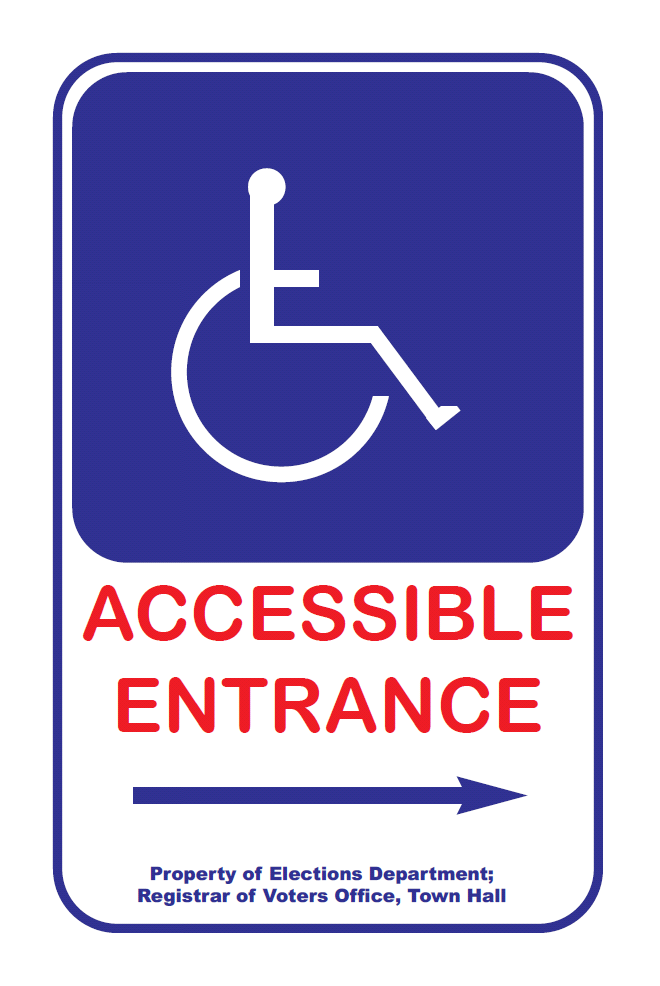 ACCESSIBLE
ENTRANCE
Property of Elections Department;
Registrar of Voters Office, Town Hall